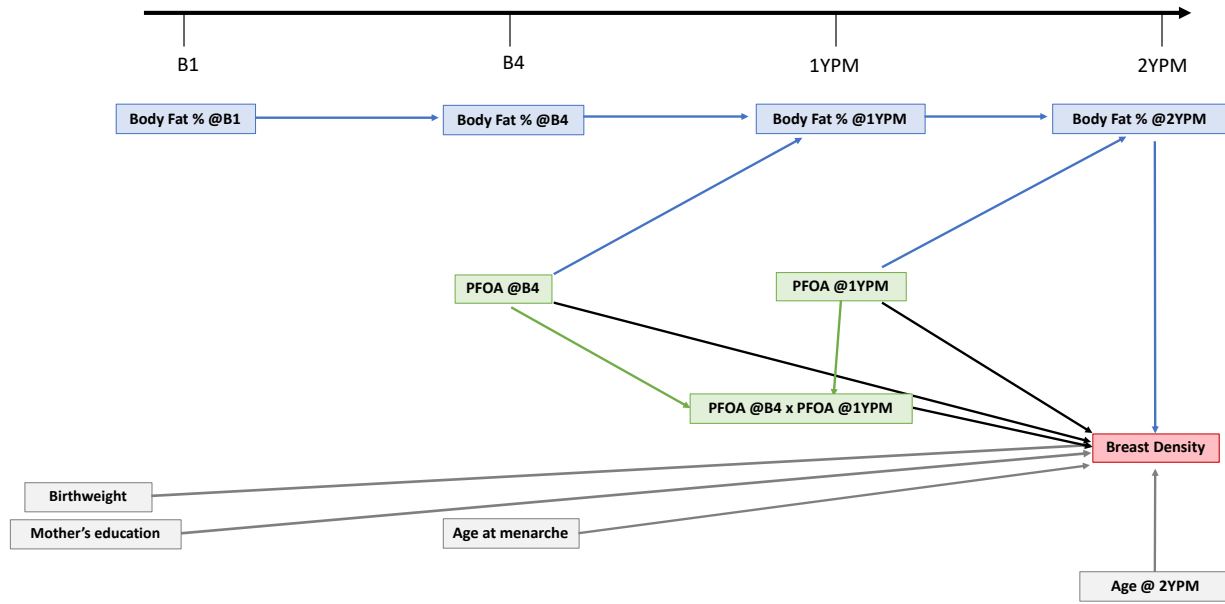 B1
B4
1YPM
2YPM
Body Fat % @B1
Body Fat % @B4
Body Fat % @1YPM
Body Fat % @2YPM
PFOA @B4
PFOA @1YPM
PFOA @B4 x PFOA @1YPM
Breast Density
Birthweight
Mother's education
Age at menarche
Age @ 2YPM